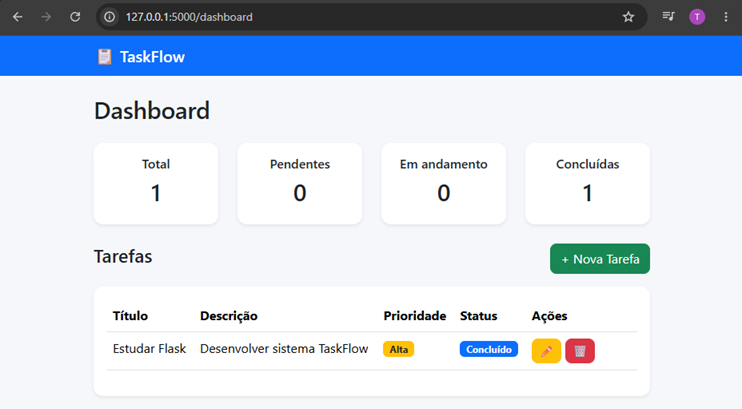 127.0.0.1:5000/dashboard
T
TaskFlow
Dashboard
Total Pendentes Em andamento Concluídas
1 0 0 1
Tarefas
+ Nova Tarefa
Título Descrição Prioridade Status Ações
Estudar Flask Desenvolver sistema TaskFlow Alta Concluído